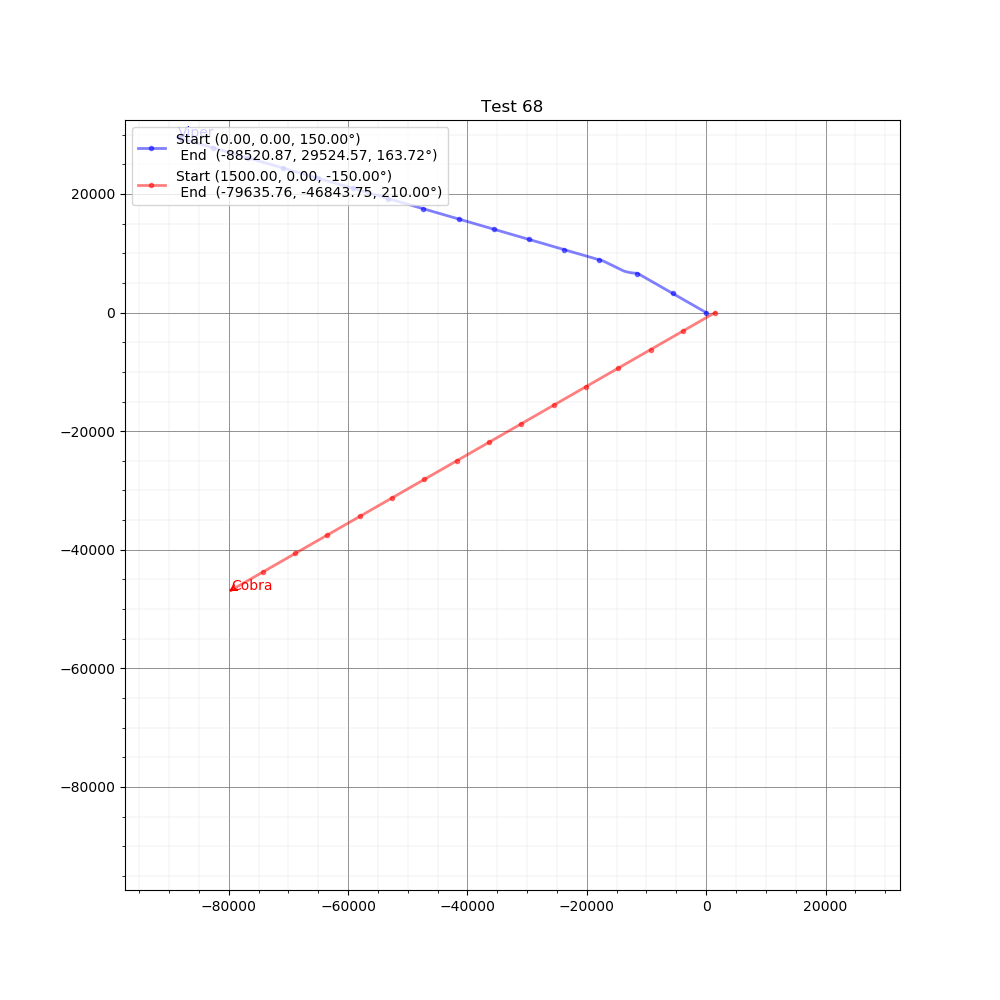 Test 68
Viper
Start (0.00, 0.00, 150.00°)
End (-88520.87, 29524.57, 163.72°)
Start (1500.00, 0.00, -150.00°)
End (-79635.76, -46843.75, 210.00°)
20000
0
−20000
−40000
Cobra
−60000
−80000
−80000 −60000 −40000 −20000 0 20000